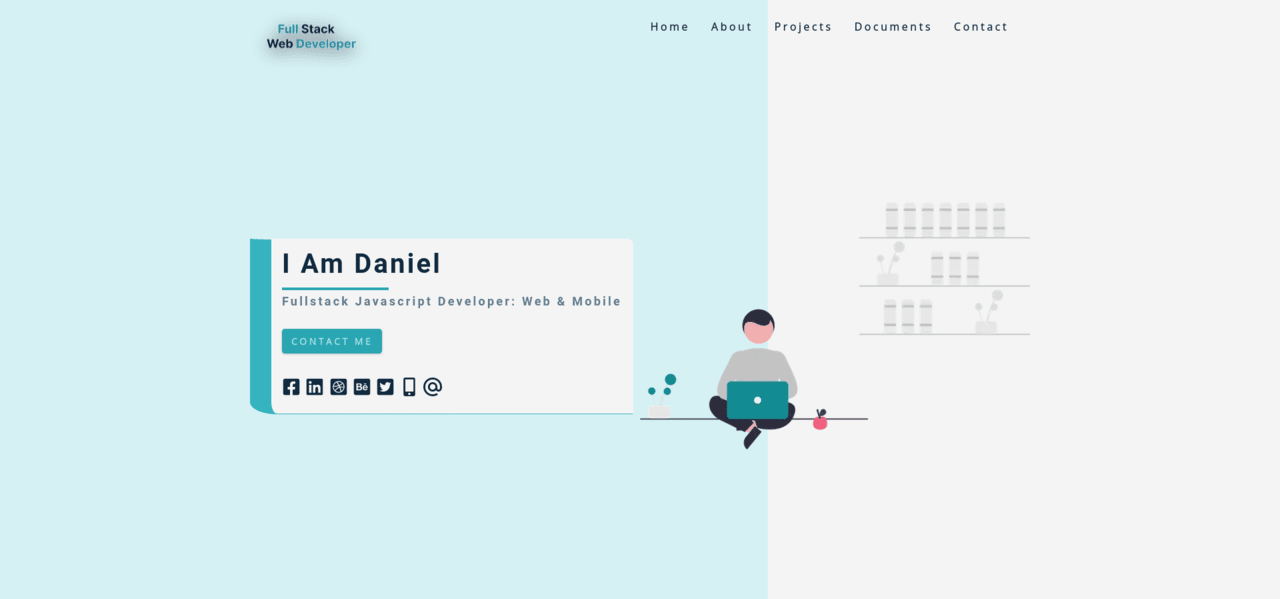 Full Stack
Web Developer
Home About Projects Documents Contact
I Am Daniel
Fullstack Javascript Developer: Web & Mobile
CONTACT ME